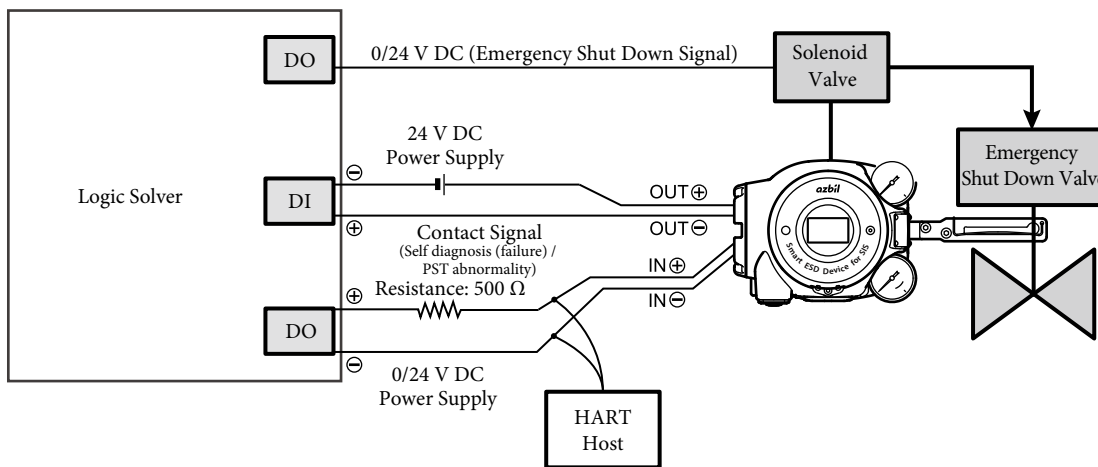 DO
0/24 V DC (Emergency Shut Down Signal)
Solenoid
Valve
24 V DC
Power Supply
Emergency
Shut Down Valve
Logic Solver
⊖
DI
⊕
OUT⊕
OUT⊖
azbil
Smart ESD Device for SIS
Contact Signal
(Self diagnosis (failure) /
PST abnormality)
Resistance: 500 Ω
IN⊕
IN⊖
⊕
DO
⊖
0/24 V DC
Power Supply
HART
Host